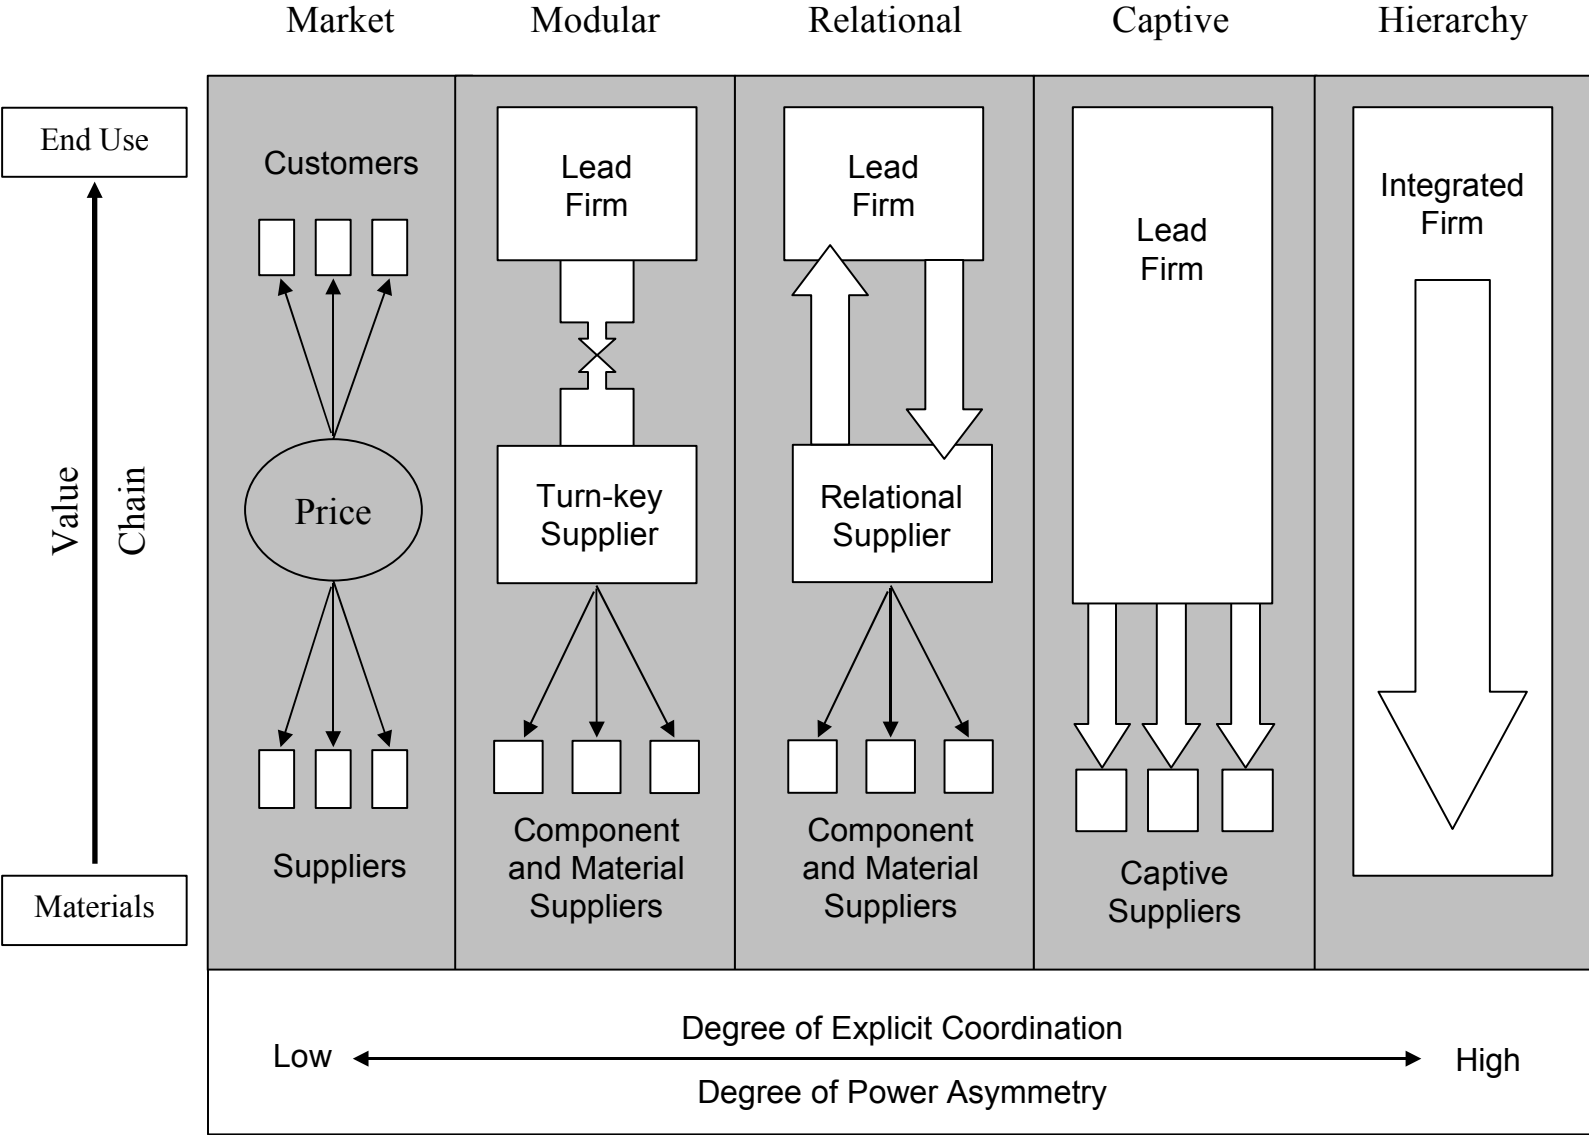 Market
Modular
Relational
Captive
Hierarchy
End Use
Value
Chain
Materials
Customers
Price
Suppliers
Lead
Firm
Turn-key
Supplier
Component
and Material
Suppliers
Lead
Firm
Relational
Supplier
Component
and Material
Suppliers
Lead
Firm
Captive
Suppliers
Integrated
Firm
Degree of Explicit Coordination
Low
High
Degree of Power Asymmetry